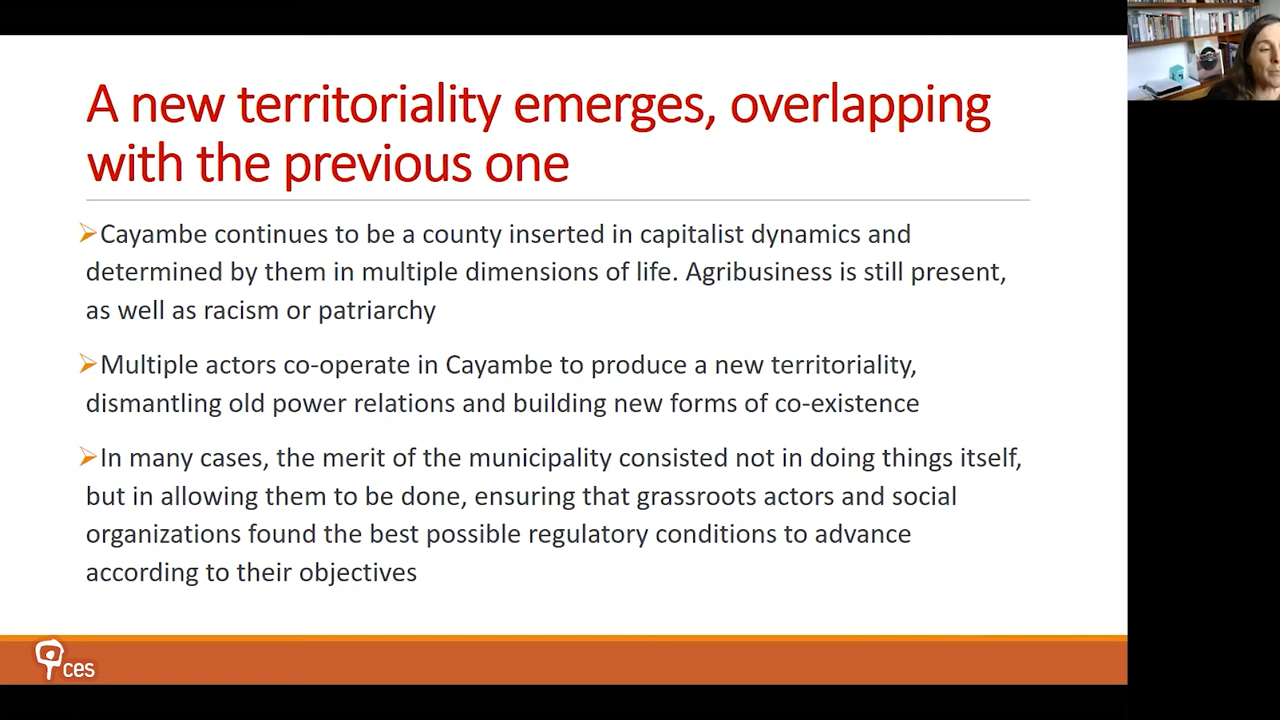 A new territoriality emerges, overlapping
with the previous one
Cayambe continues to be a county inserted in capitalist dynamics and
determined by them in multiple dimensions of life. Agribusiness is still present,
as well as racism or patriarchy
Multiple actors co-operate in Cayambe to produce a new territoriality,
dismantling old power relations and building new forms of co-existence
In many cases, the merit of the municipality consisted not in doing things itself,
but in allowing them to be done, ensuring that grassroots actors and social
organizations found the best possible regulatory conditions to advance
according to their objectives
ces